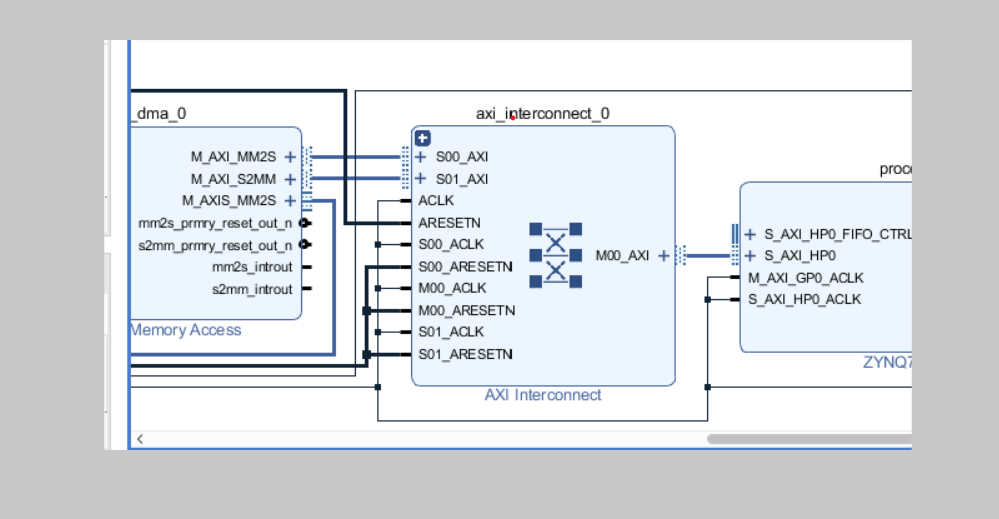 _dma_0
M_AXI_MM2S
M_AXI_S2MM
M_AXIS_MM2S
mm2s_prmry_reset_out_n
s2mm_prmry_reset_out_n
mm2s_introut
s2mm_introut
Memory Access
axi_interconnect_0
S00_AXI
S01_AXI
ACLK
ARESETN
S00_ACLK
S00_ARESETN
M00_ACLK
M00_ARESETN
S01_ACLK
S01_ARESETN
M00_AXI
AXI Interconnect
proce
S_AXI_HP0_FIFO_CTRL
S_AXI_HP0
M_AXI_GP0_ACLK
S_AXI_HP0_ACLK
ZYNQ7